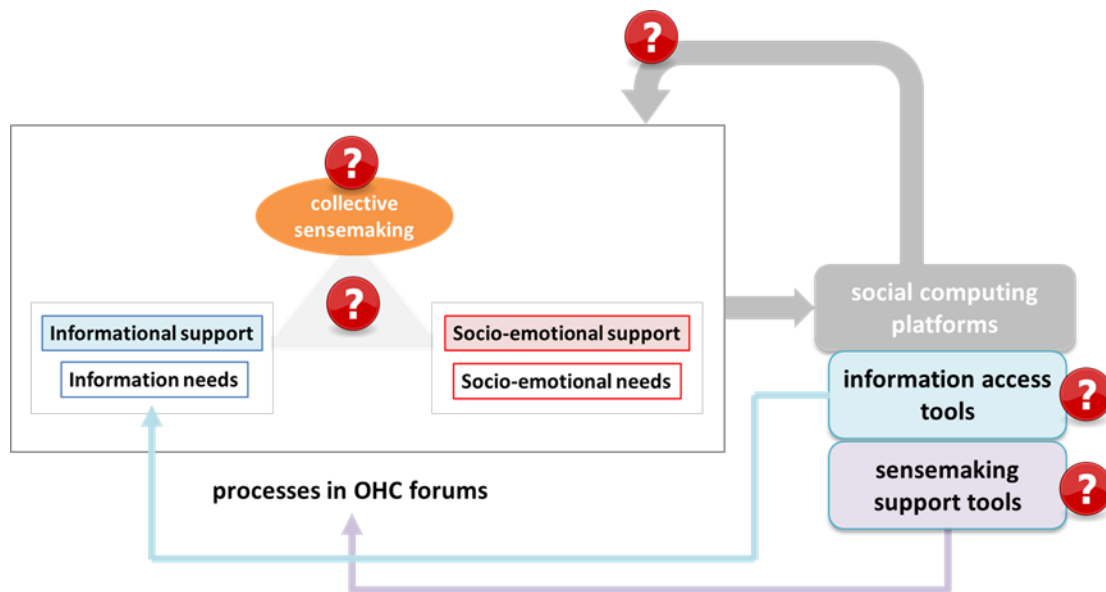 ?
?
collective
sensemaking
?
social computing
platforms
Informational support
Information needs
Socio-emotional support
Socio-emotional needs
information access
tools
?
sensemaking
support tools
?
processes in OHC forums